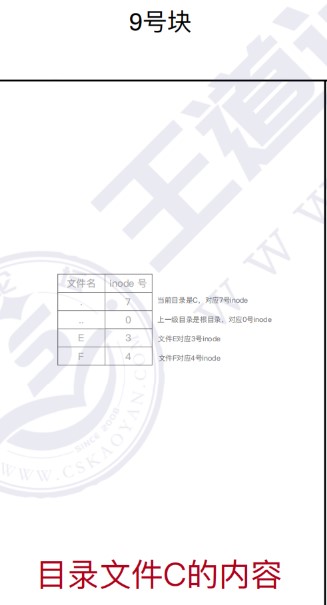 9号块
文件名 inode 号
. 7 当前目录是C，对应7号inode
.. 0 上一级目录是根目录，对应0号inode
E 3 文件E对应3号inode
F 4 文件F对应4号inode
SINCE 2008
WWW.CSKAOYAN.COM
王道
WW
目录文件C的内容